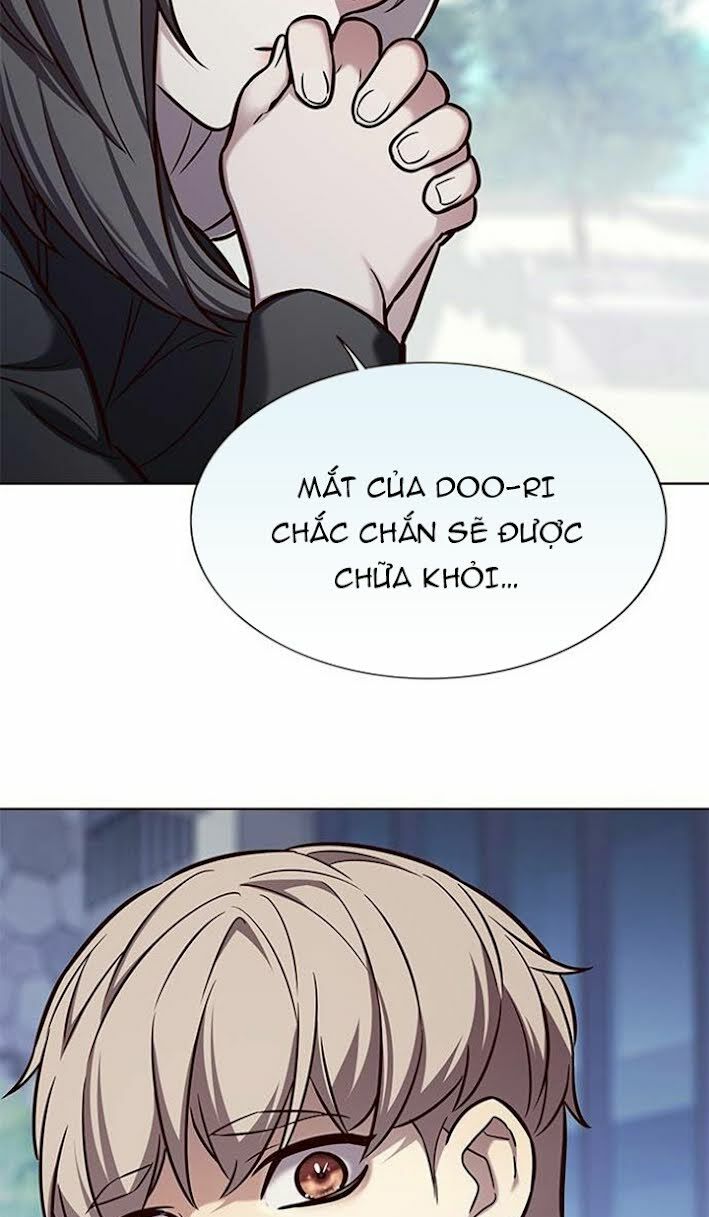 MẮT CỦA DOO-RI
CHẮC CHẮN SẼ ĐƯỢC
CHỮA KHỎI...